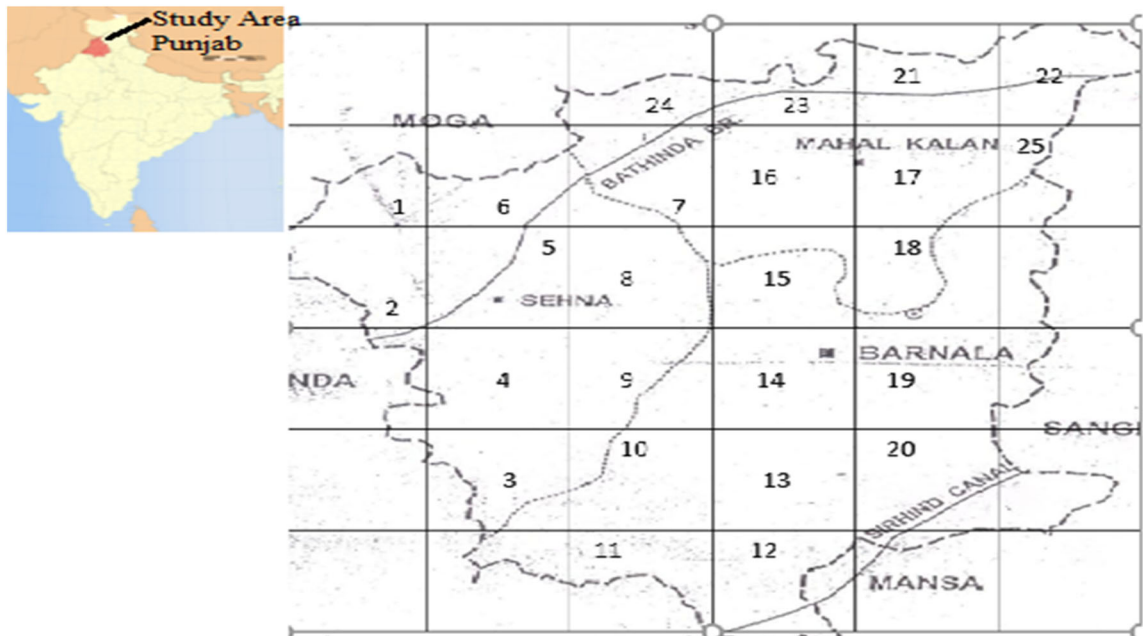 Study Area
Punjab
21
22
24
23
MOGA
BATHINDA BR.
MAHAL KALAN
25
16
17
1
6
7
5
18
8
15
2
SEHNA
BARNALA
NDA
4
9
14
19
SANG
10
20
3
13
SIRHIND CANAL
11
12
MANSA